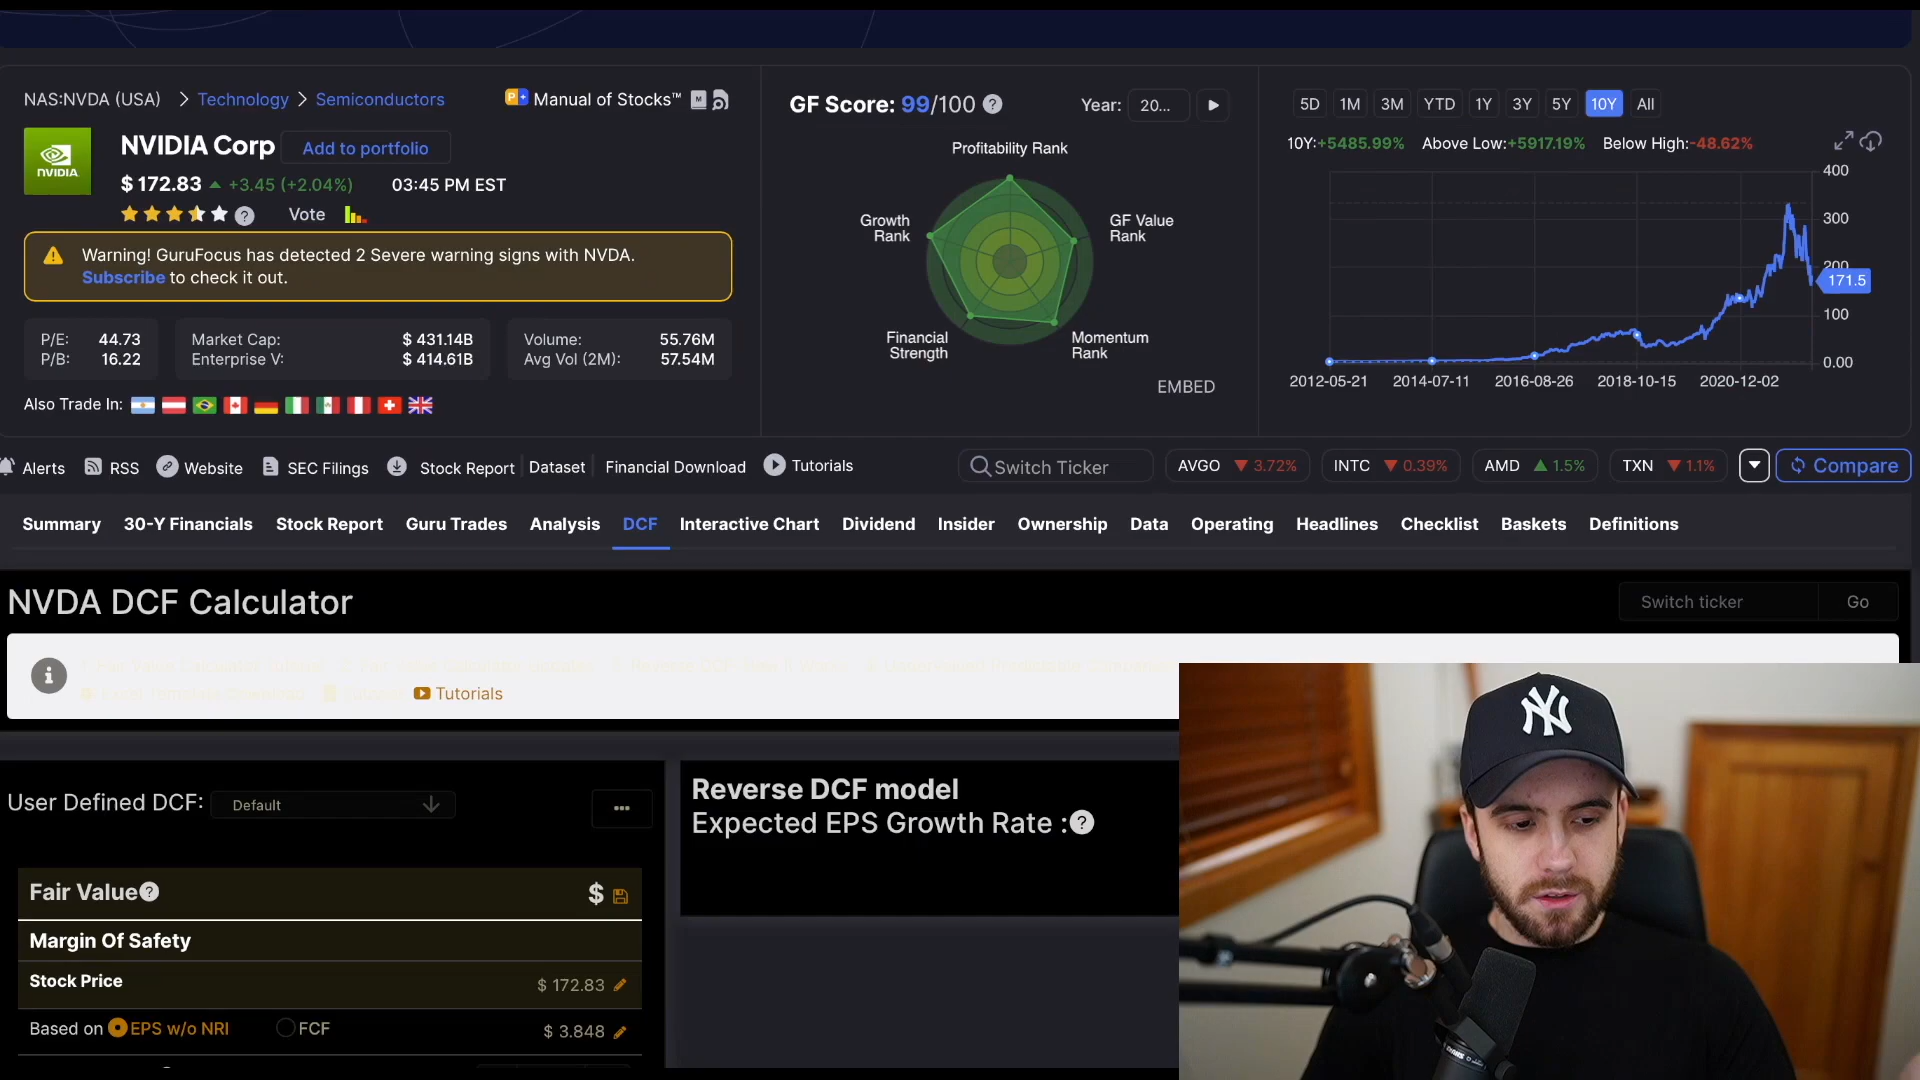 NAS:NVDA (USA) > Technology > Semiconductors
P+ Manual of Stocks™ M
NVIDIA
NVIDIA Corp Add to portfolio
$ 172.83 +3.45 (+2.04%) 03:45 PM EST
? Vote
Warning! GuruFocus has detected 2 Severe warning signs with NVDA.
Subscribe to check it out.
P/E: 44.73
P/B: 16.22
Market Cap: $ 431.14B
Enterprise V: $ 414.61B
Volume: 55.76M
Avg Vol (2M): 57.54M
Also Trade In:
GF Score: 99/100 ?
Year: 20...
Profitability Rank
Growth Rank
GF Value Rank
Financial Strength
Momentum Rank
EMBED
5D 1M 3M YTD 1Y 3Y 5Y 10Y All
10Y:+5485.99% Above Low:+5917.19% Below High:-48.62%
400
300
200
171.5
100
0.00
2012-05-21 2014-07-11 2016-08-26 2018-10-15 2020-12-02
Alerts RSS Website SEC Filings Stock Report Dataset Financial Download Tutorials
Switch Ticker AVGO 3.72% INTC 0.39% AMD 1.5% TXN 1.1% Compare
Summary 30-Y Financials Stock Report Guru Trades Analysis DCF Interactive Chart Dividend Insider Ownership Data Operating Headlines Checklist Baskets Definitions
NVDA DCF Calculator
Switch ticker Go
Tutorials
User Defined DCF: Default ...
Fair Value? $
Margin Of Safety
Stock Price $ 172.83
Based on EPS w/o NRI FCF $ 3.848
Reverse DCF model
Expected EPS Growth Rate :?
NY